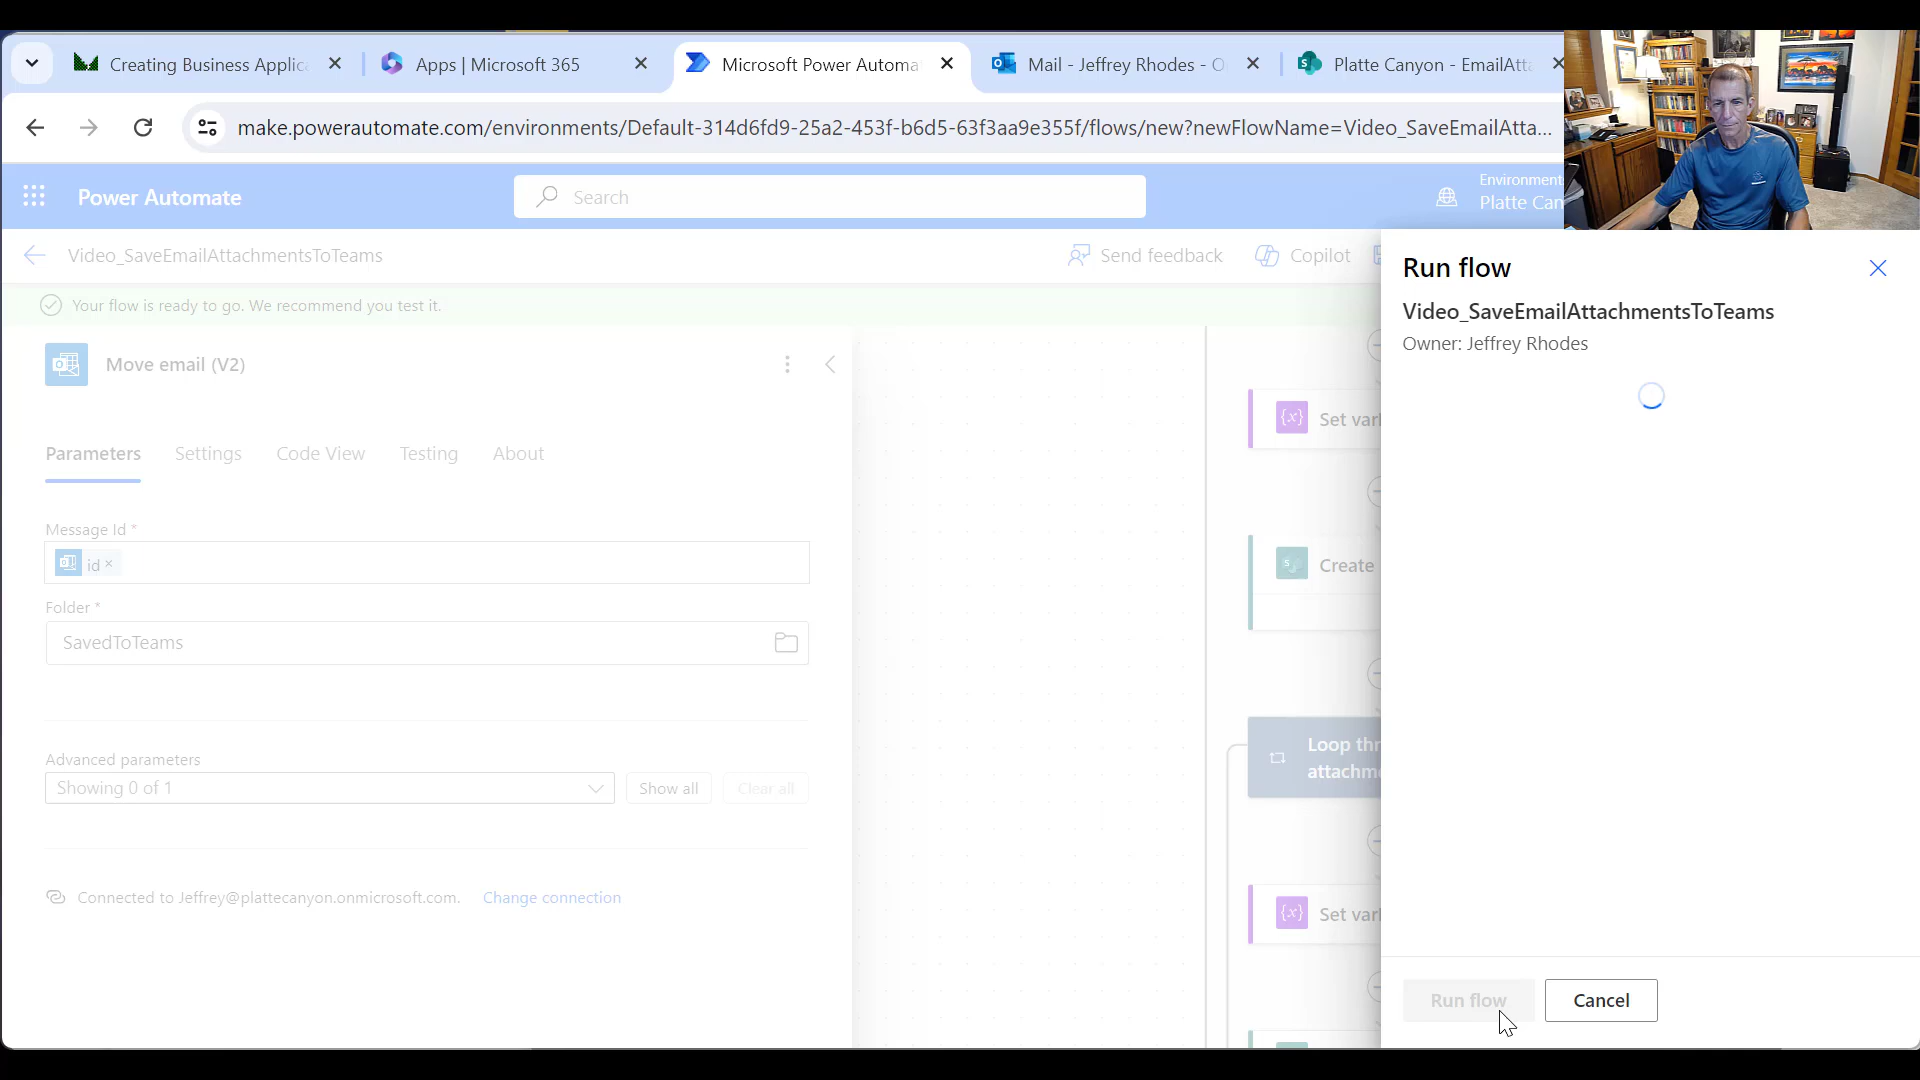 Creating Business Applic
Apps | Microsoft 365
Microsoft Power Automa
Mail - Jeffrey Rhodes - O
Platte Canyon - EmailAtta
make.powerautomate.com/environments/Default-314d6fd9-25a2-453f-b6d5-63f3aa9e355f/flows/new?newFlowName=Video_SaveEmailAtta...
Power Automate
Search
Environment
Platte Can
Video_SaveEmailAttachmentsToTeams
Send feedback
Copilot
Your flow is ready to go. We recommend you test it.
Move email (V2)
Parameters
Settings
Code View
Testing
About
Message Id *
id ×
Folder *
SavedToTeams
Advanced parameters
Showing 0 of 1
Show all
Clear all
Connected to Jeffrey@plattecanyon.onmicrosoft.com.
Change connection
{x} Set vari
Create
Loop thr
attachme
{x} Set vari
Run flow
Video_SaveEmailAttachmentsToTeams
Owner: Jeffrey Rhodes
Run flow
Cancel